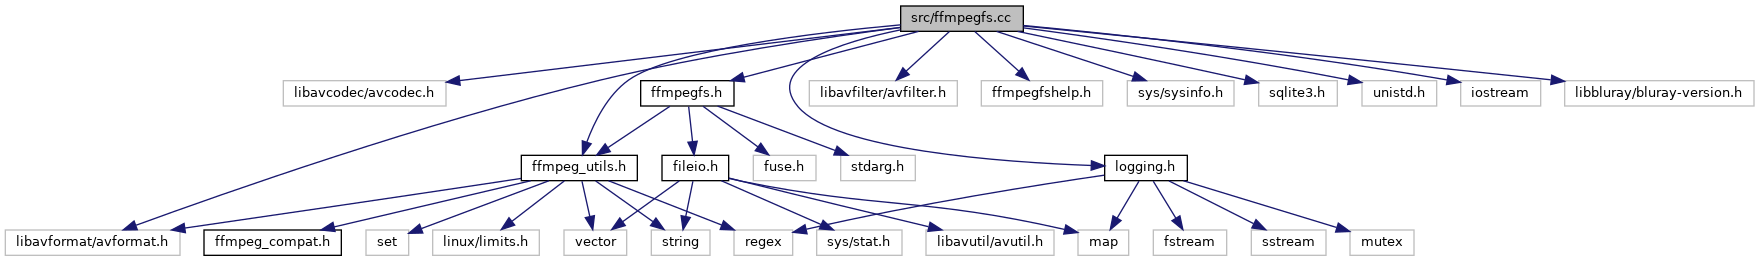 src/ffmpegfs.cc
libavcodec/avcodec.h
ffmpegfs.h
libavfilter/avfilter.h
ffmpegfshelp.h
sys/sysinfo.h
sqlite3.h
unistd.h
iostream
libbluray/bluray-version.h
ffmpeg_utils.h
fileio.h
fuse.h
stdarg.h
logging.h
libavformat/avformat.h
ffmpeg_compat.h
set
linux/limits.h
vector
string
regex
sys/stat.h
libavutil/avutil.h
map
fstream
sstream
mutex